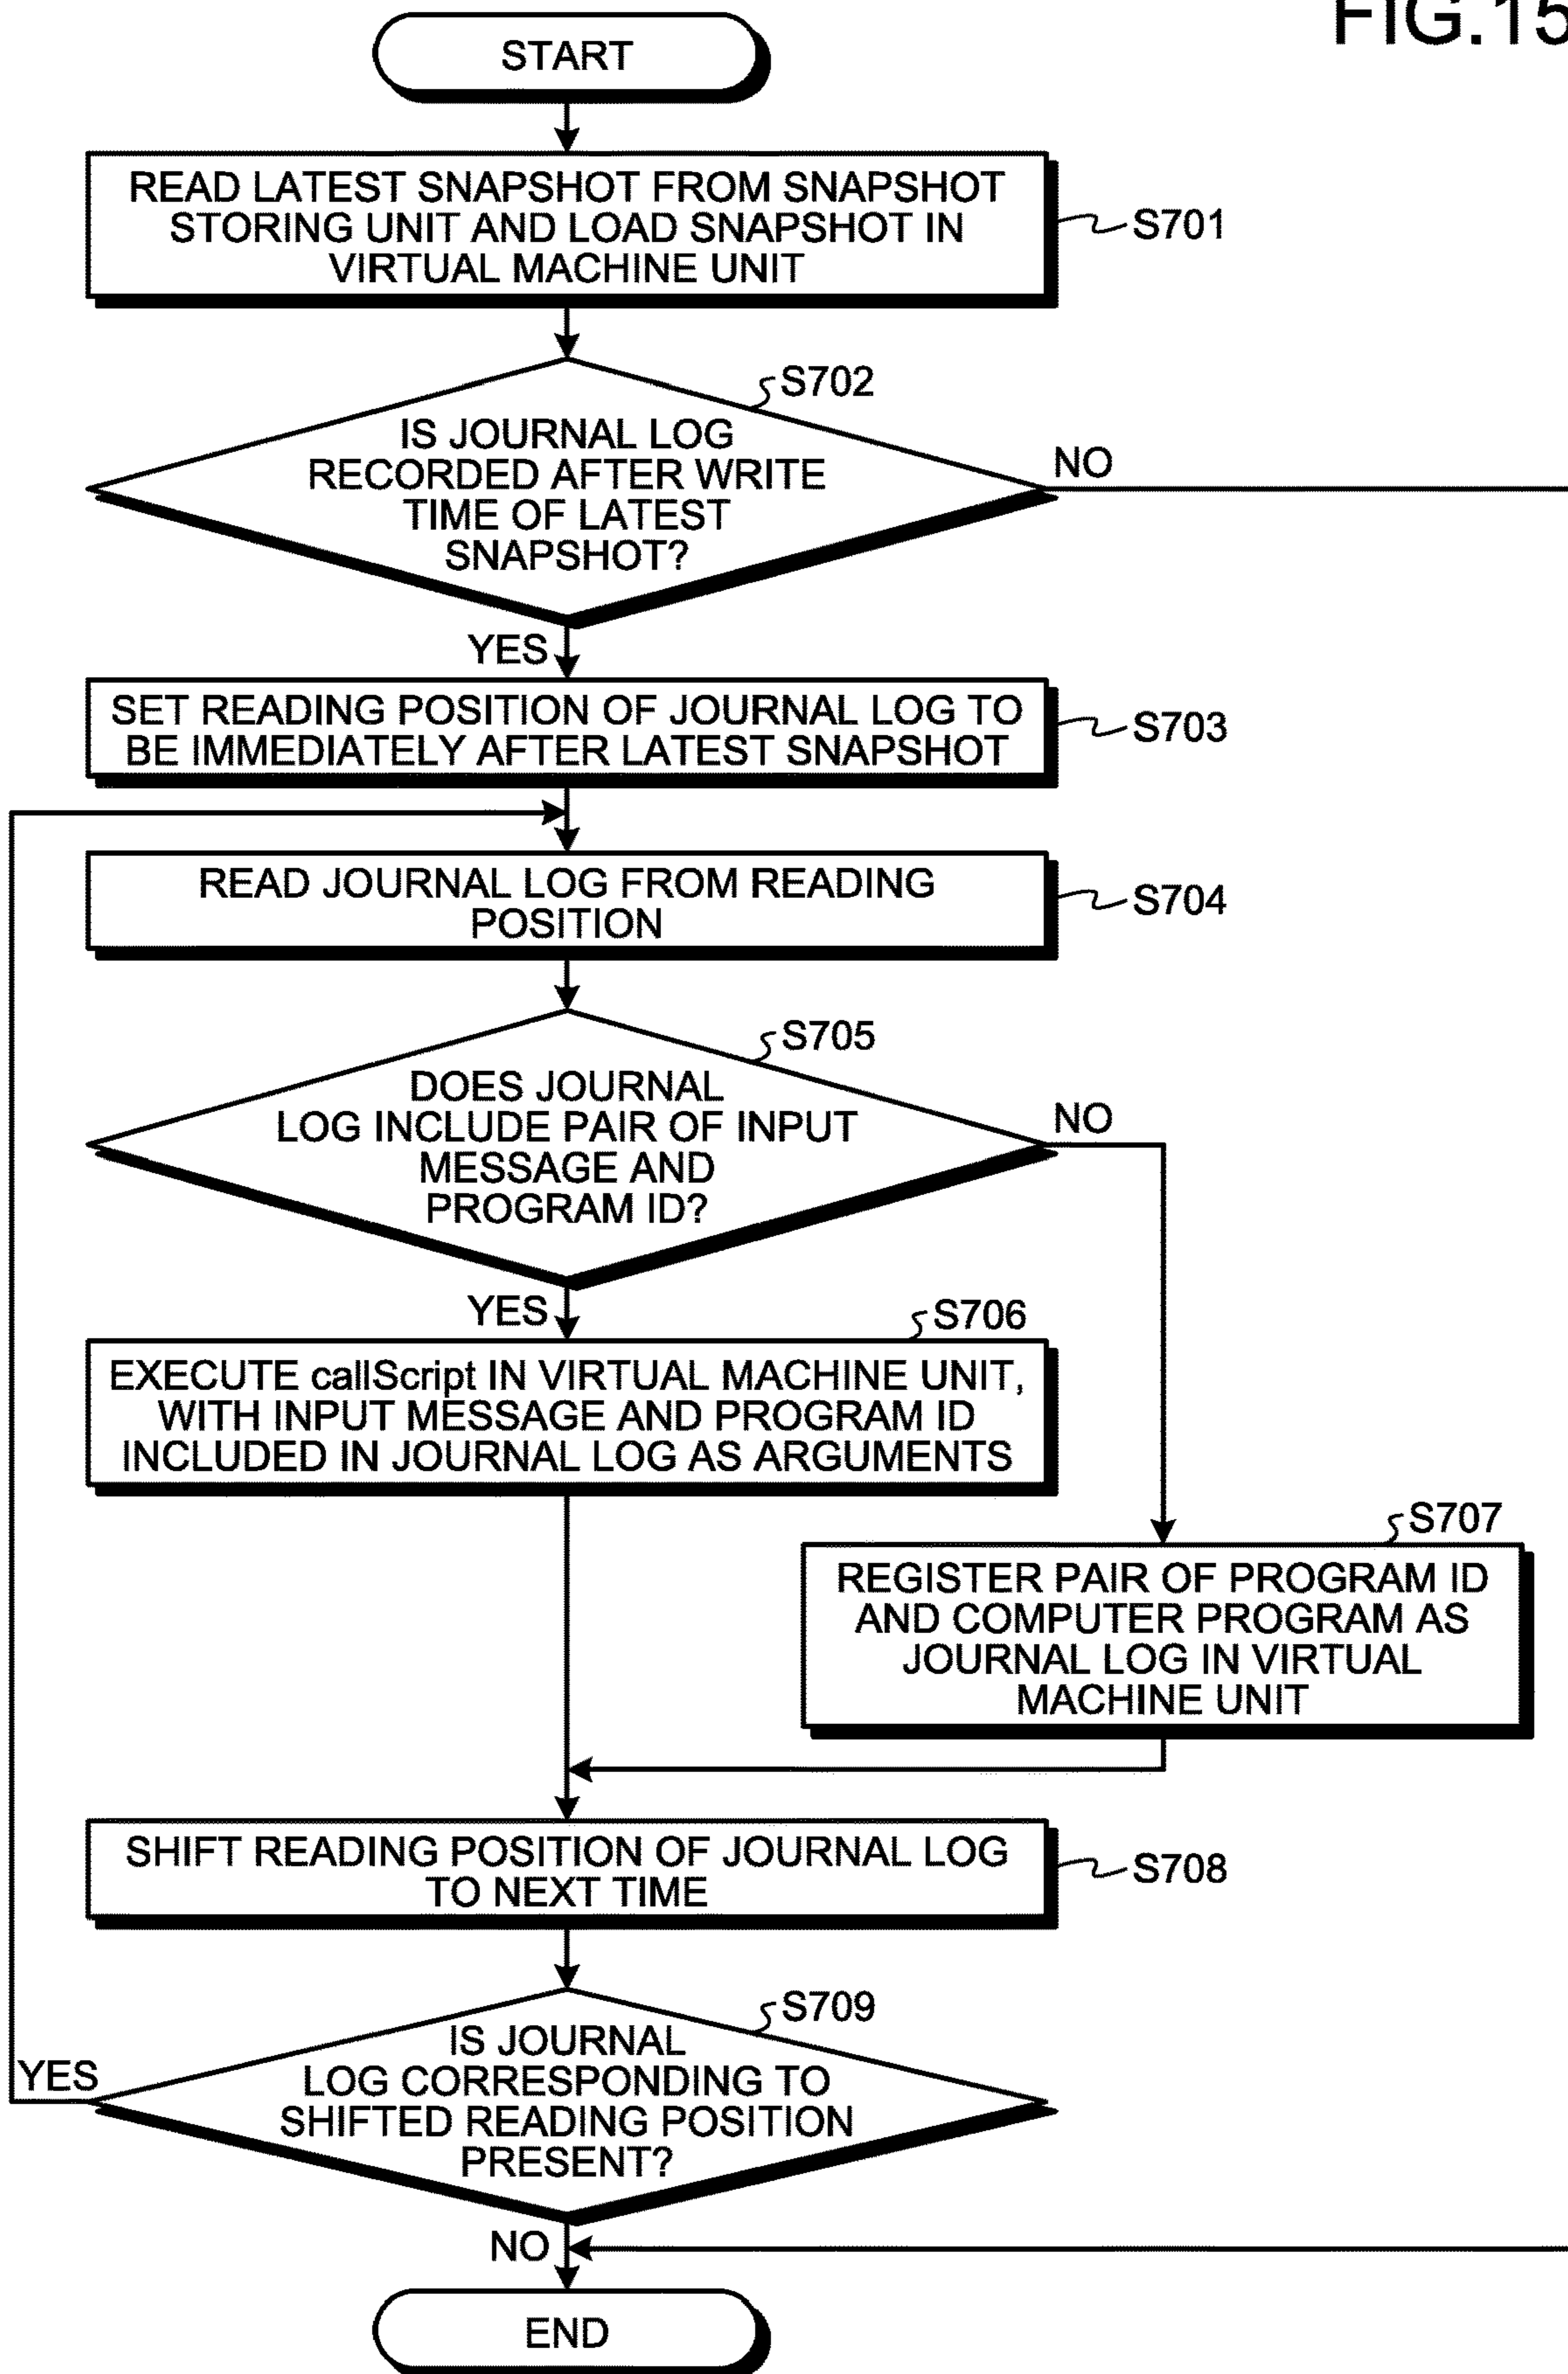 FIG.15
START
READ LATEST SNAPSHOT FROM SNAPSHOT
STORING UNIT AND LOAD SNAPSHOT IN
VIRTUAL MACHINE UNIT
S701
S702
IS JOURNAL LOG
RECORDED AFTER WRITE
TIME OF LATEST
SNAPSHOT?
NO
YES
SET READING POSITION OF JOURNAL LOG TO
BE IMMEDIATELY AFTER LATEST SNAPSHOT
S703
READ JOURNAL LOG FROM READING
POSITION
S704
S705
DOES JOURNAL
LOG INCLUDE PAIR OF INPUT
MESSAGE AND
PROGRAM ID?
NO
YES
S706
EXECUTE callScript IN VIRTUAL MACHINE UNIT,
WITH INPUT MESSAGE AND PROGRAM ID
INCLUDED IN JOURNAL LOG AS ARGUMENTS
S707
REGISTER PAIR OF PROGRAM ID
AND COMPUTER PROGRAM AS
JOURNAL LOG IN VIRTUAL
MACHINE UNIT
SHIFT READING POSITION OF JOURNAL LOG
TO NEXT TIME
S708
S709
IS JOURNAL
LOG CORRESPONDING TO
SHIFTED READING POSITION
PRESENT?
YES
NO
END